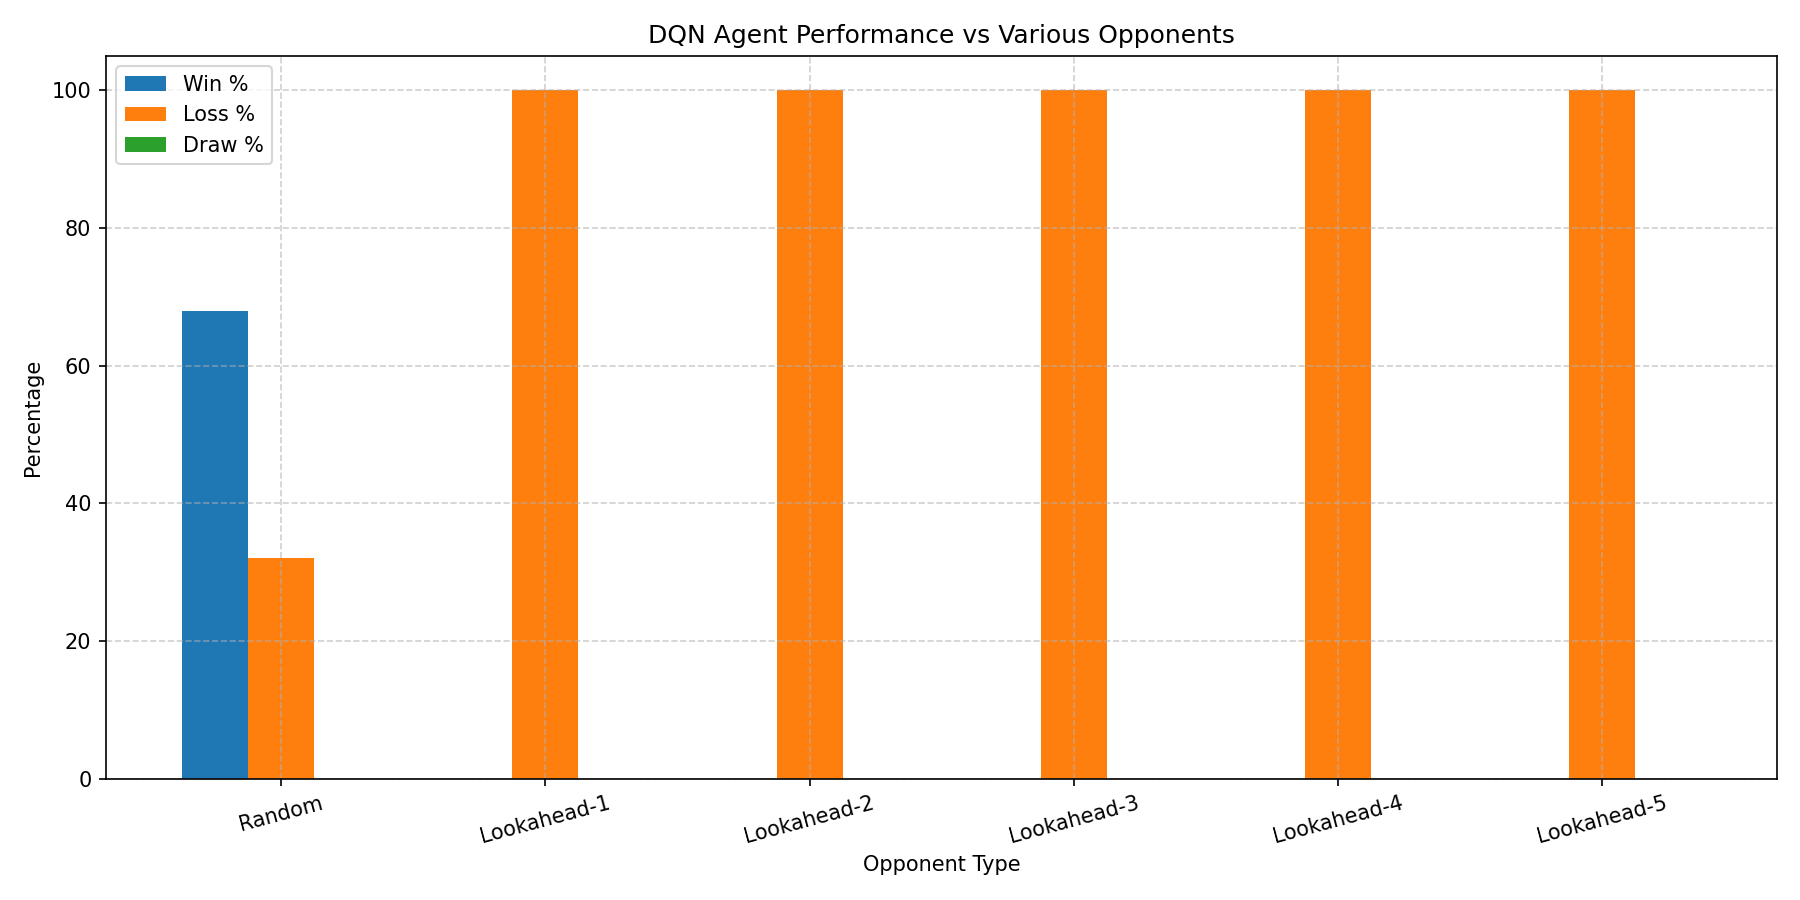 DQN Agent Performance vs Various Opponents
Win %
Loss %
Draw %
Percentage
100
80
60
40
20
0
Random
Lookahead-1
Lookahead-2
Lookahead-3
Lookahead-4
Lookahead-5
Opponent Type